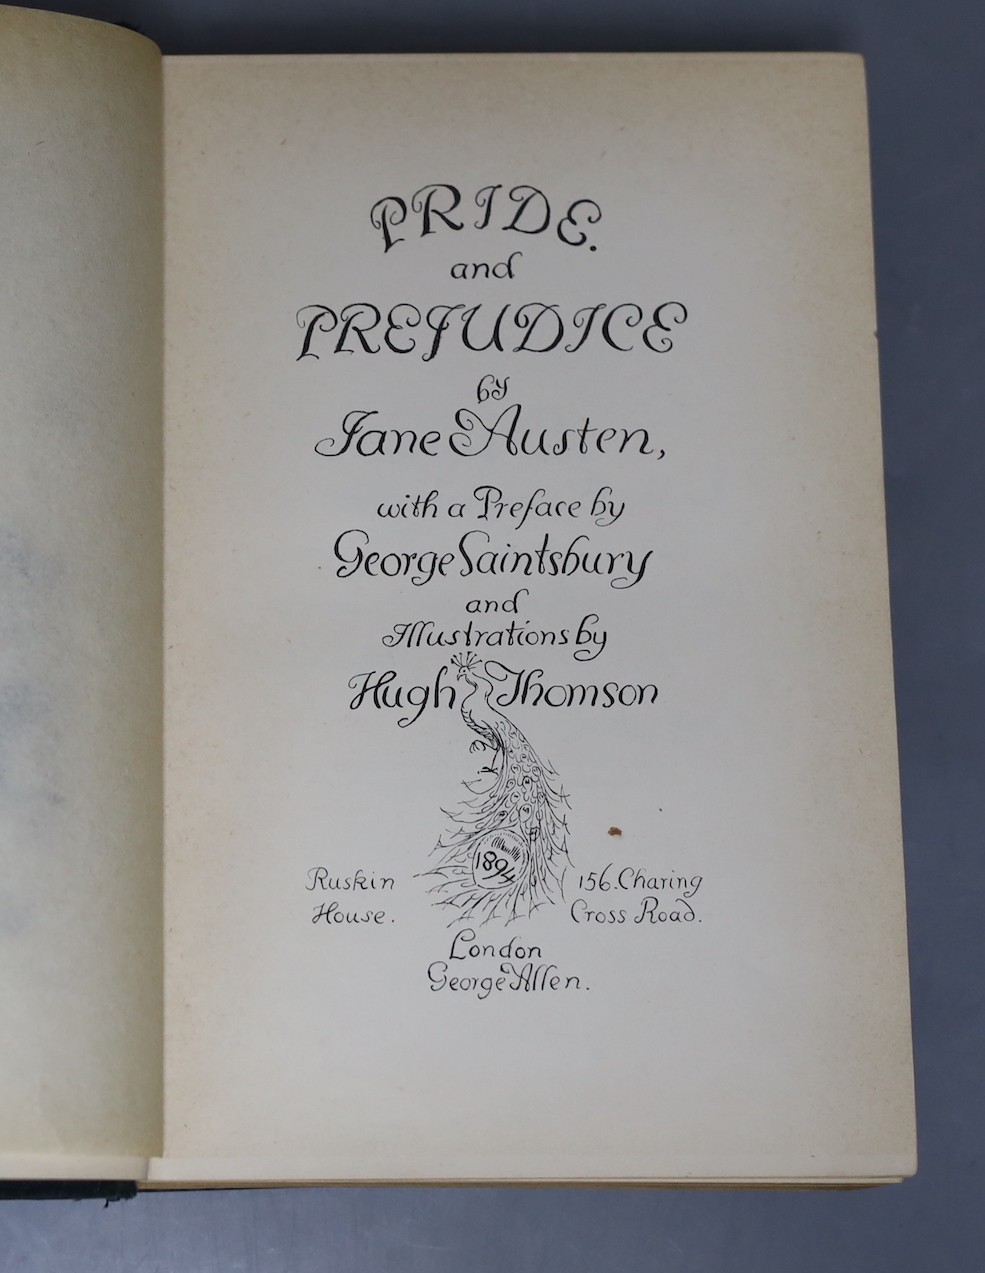 PRIDE.
and
PREJUDICE
by
Jane Austen,
with a Preface by
George Saintsbury
and
Illustrations by
Hugh Thomson
1894
Ruskin
House.
156. Charing
Cross Road.
London
George Allen.